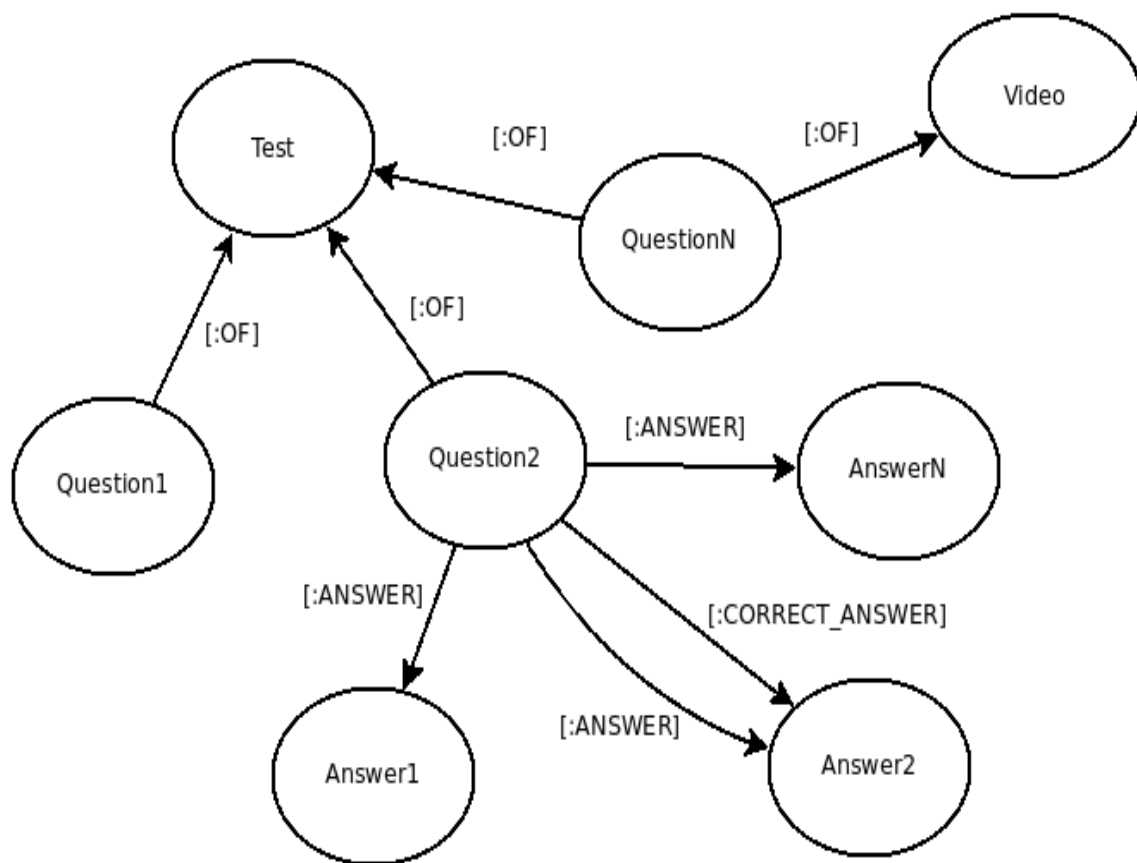 Video
[:OF]
[:OF]
Test
QuestionN
[:OF]
[:OF]
[:ANSWER]
Question2
AnswerN
Question1
[:ANSWER]
[:CORRECT_ANSWER]
[:ANSWER]
Answer1
Answer2